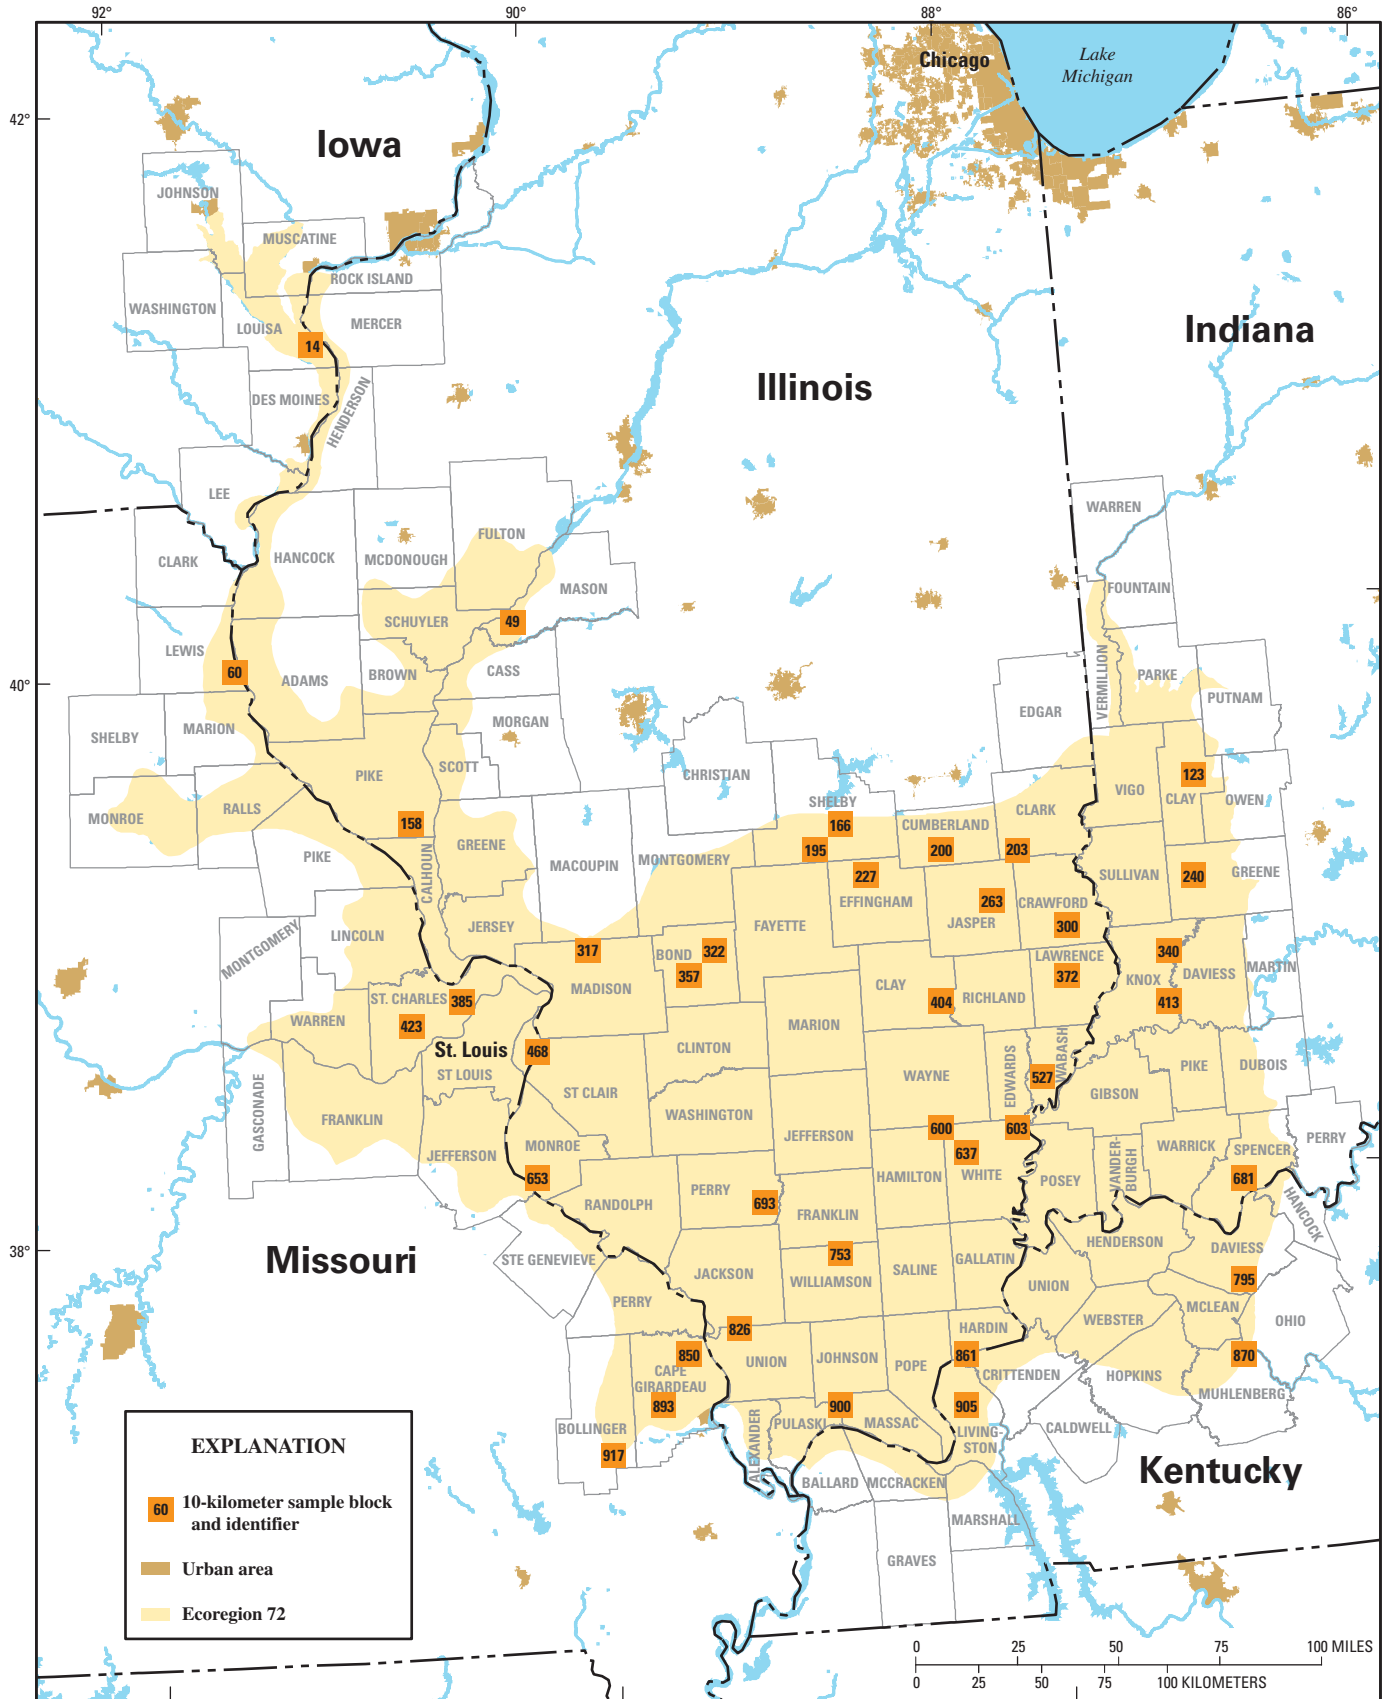 92°
90°
88°
86°
Chicago
Lake
Michigan
42°
Iowa
JOHNSON
MUSCATINE
ROCK ISLAND
WASHINGTON
LOUISA
MERCER
14
Illinois
Indiana
DES MOINES
HENDERSON
LEE
CLARK
HANCOCK
MCDONOUGH
FULTON
MASON
WARREN
FOUNTAIN
SCHUYLER
49
LEWIS
60
ADAMS
BROWN
CASS
40°
VERMILLION
PARKE
PUTNAM
EDGAR
SHELBY
MARION
MORGAN
PIKE
SCOTT
CHRISTIAN
123
VIGO
CLAY
OWEN
MONROE
RALLS
158
SHELBY
166
CUMBERLAND
CLARK
PIKE
CALHOUN
GREENE
MACOUPIN
MONTGOMERY
195
200
203
227
EFFINGHAM
SULLIVAN
240
GREENE
263
JASPER
CRAWFORD
300
MONTGOMERY
LINCOLN
JERSEY
FAYETTE
317
BOND
322
357
LAWRENCE
372
340
DAVIESS
MARTIN
KNOX
413
ST. CHARLES
385
MADISON
CLAY
404
RICHLAND
WARREN
423
MARION
St. Louis
ST LOUIS
468
CLINTON
EDWARDS
WABASH
527
PIKE
DUBOIS
WAYNE
GIBSON
ST CLAIR
WASHINGTON
GASCONADE
FRANKLIN
JEFFERSON
MONROE
JEFFERSON
600
603
637
PERRY
WARRICK
SPENCER
VANDER-
BURGH
653
HAMILTON
WHITE
POSEY
681
PERRY
693
RANDOLPH
FRANKLIN
HANCOCK
38°
Missouri
STE GENEVIEVE
753
HENDERSON
DAVIESS
JACKSON
WILLIAMSON
SALINE
GALLATIN
UNION
795
PERRY
MCLEAN
WEBSTER
OHIO
826
HARDIN
850
UNION
JOHNSON
POPE
861
CRITTENDEN
HOPKINS
870
CAPE
GIRARDEAU
893
MUHLENBERG
900
905
BOLLINGER
ALEXANDER
PULASKI
MASSAC
LIVING-
STON
CALDWELL
917
BALLARD
MCCRACKEN
Kentucky
MARSHALL
GRAVES
EXPLANATION
60
10-kilometer sample block
and identifier
Urban area
Ecoregion 72
0 25 50 75 100 MILES
0 25 50 75 100 KILOMETERS